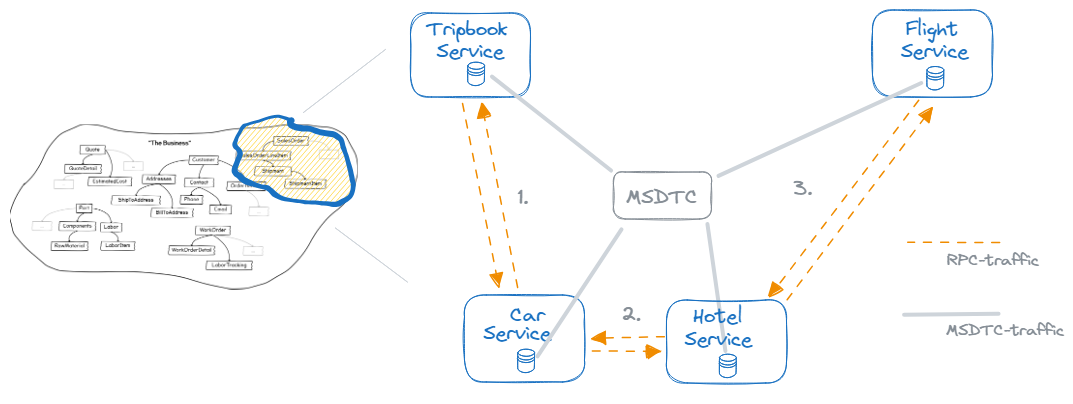 "The Business"
Quote
...
QuoteDetail
EstimatedCost
...
Customer
Addresses
Contact
ShipToAddress
BillToAddress
Phone
Email
...
SalesOrder
SalesOrderLineItem
...
Shipment
ShipmentItem
Part
...
Components
Labor
RawMaterial
LaborItem
WorkOrder
...
WorkOrderDetail
LaborTracking
Tripbook
Service
Flight
Service
MSDTC
1.
3.
Car
Service
2.
Hotel
Service
RPC-traffic
MSDTC-traffic